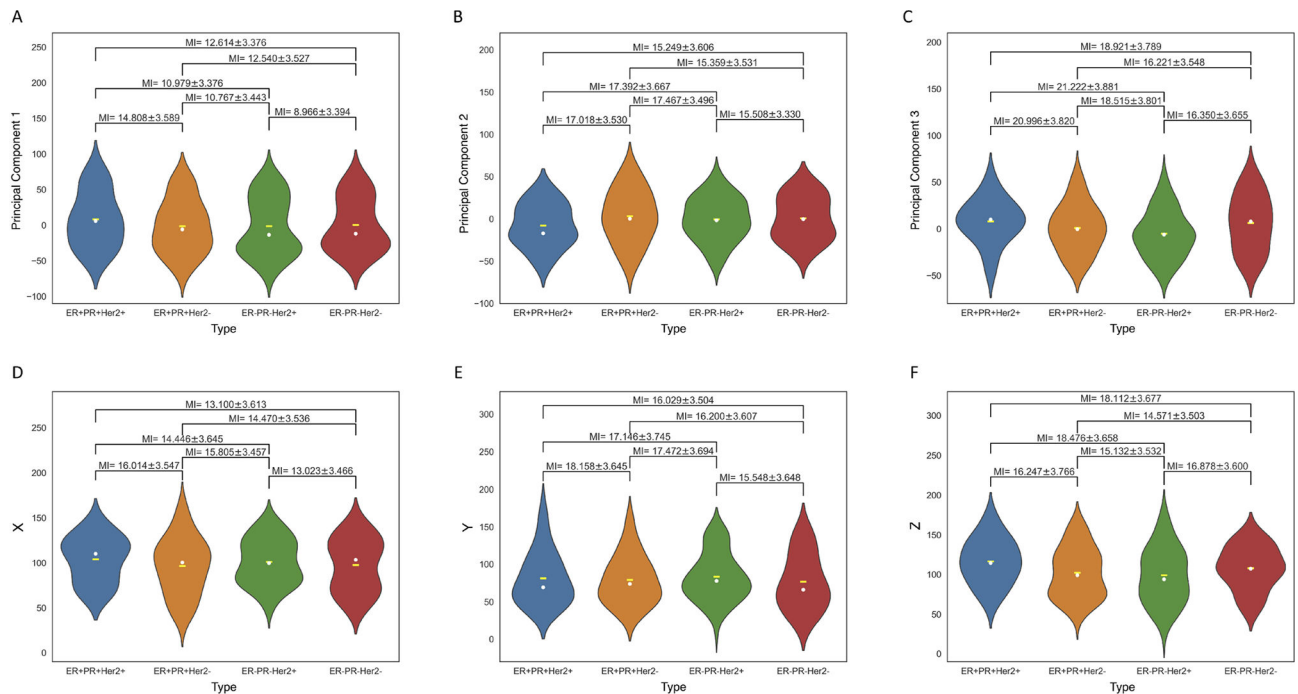 A
250
200
150
100
50
0
−50
−100
Principal Component 1
MI= 12.614±3.376
MI= 12.540±3.527
MI= 10.979±3.376
MI= 10.767±3.443
MI= 14.808±3.589
MI= 8.966±3.394
ER+PR+Her2+ ER+PR+Her2- ER-PR-Her2+ ER-PR-Her2-
Type
B
200
150
100
50
0
−50
−100
Principal Component 2
MI= 15.249±3.606
MI= 15.359±3.531
MI= 17.392±3.667
MI= 17.467±3.496
MI= 17.018±3.530
MI= 15.508±3.330
ER+PR+Her2+ ER+PR+Her2- ER-PR-Her2+ ER-PR-Her2-
Type
C
200
150
100
50
0
−50
Principal Component 3
MI= 18.921±3.789
MI= 16.221±3.548
MI= 21.222±3.881
MI= 18.515±3.801
MI= 20.996±3.820
MI= 16.350±3.655
ER+PR+Her2+ ER+PR+Her2- ER-PR-Her2+ ER-PR-Her2-
Type
D
250
200
150
100
50
0
X
MI= 13.100±3.613
MI= 14.470±3.536
MI= 14.446±3.645
MI= 15.805±3.457
MI= 16.014±3.547
MI= 13.023±3.466
ER+PR+Her2+ ER+PR+Her2- ER-PR-Her2+ ER-PR-Her2-
Type
E
300
250
200
150
100
50
0
Y
MI= 16.029±3.504
MI= 16.200±3.607
MI= 17.146±3.745
MI= 17.472±3.694
MI= 18.158±3.645
MI= 15.548±3.648
ER+PR+Her2+ ER+PR+Her2- ER-PR-Her2+ ER-PR-Her2-
Type
F
300
250
200
150
100
50
0
Z
MI= 18.112±3.677
MI= 14.571±3.503
MI= 18.476±3.658
MI= 15.132±3.532
MI= 16.247±3.766
MI= 16.878±3.600
ER+PR+Her2+ ER+PR+Her2- ER-PR-Her2+ ER-PR-Her2-
Type